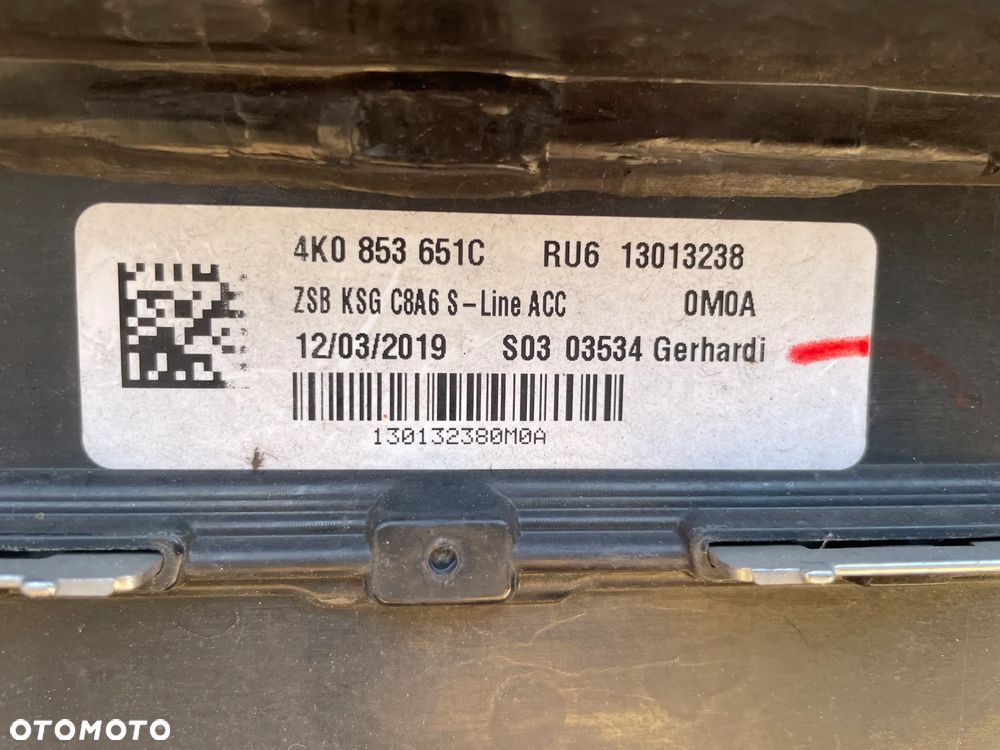 4K0 853 651C RU6 13013238
ZSB KSG C8A6 S-Line ACC 0M0A
12/03/2019 S03 03534 Gerhardi
130132380M0A
OTOMOTO